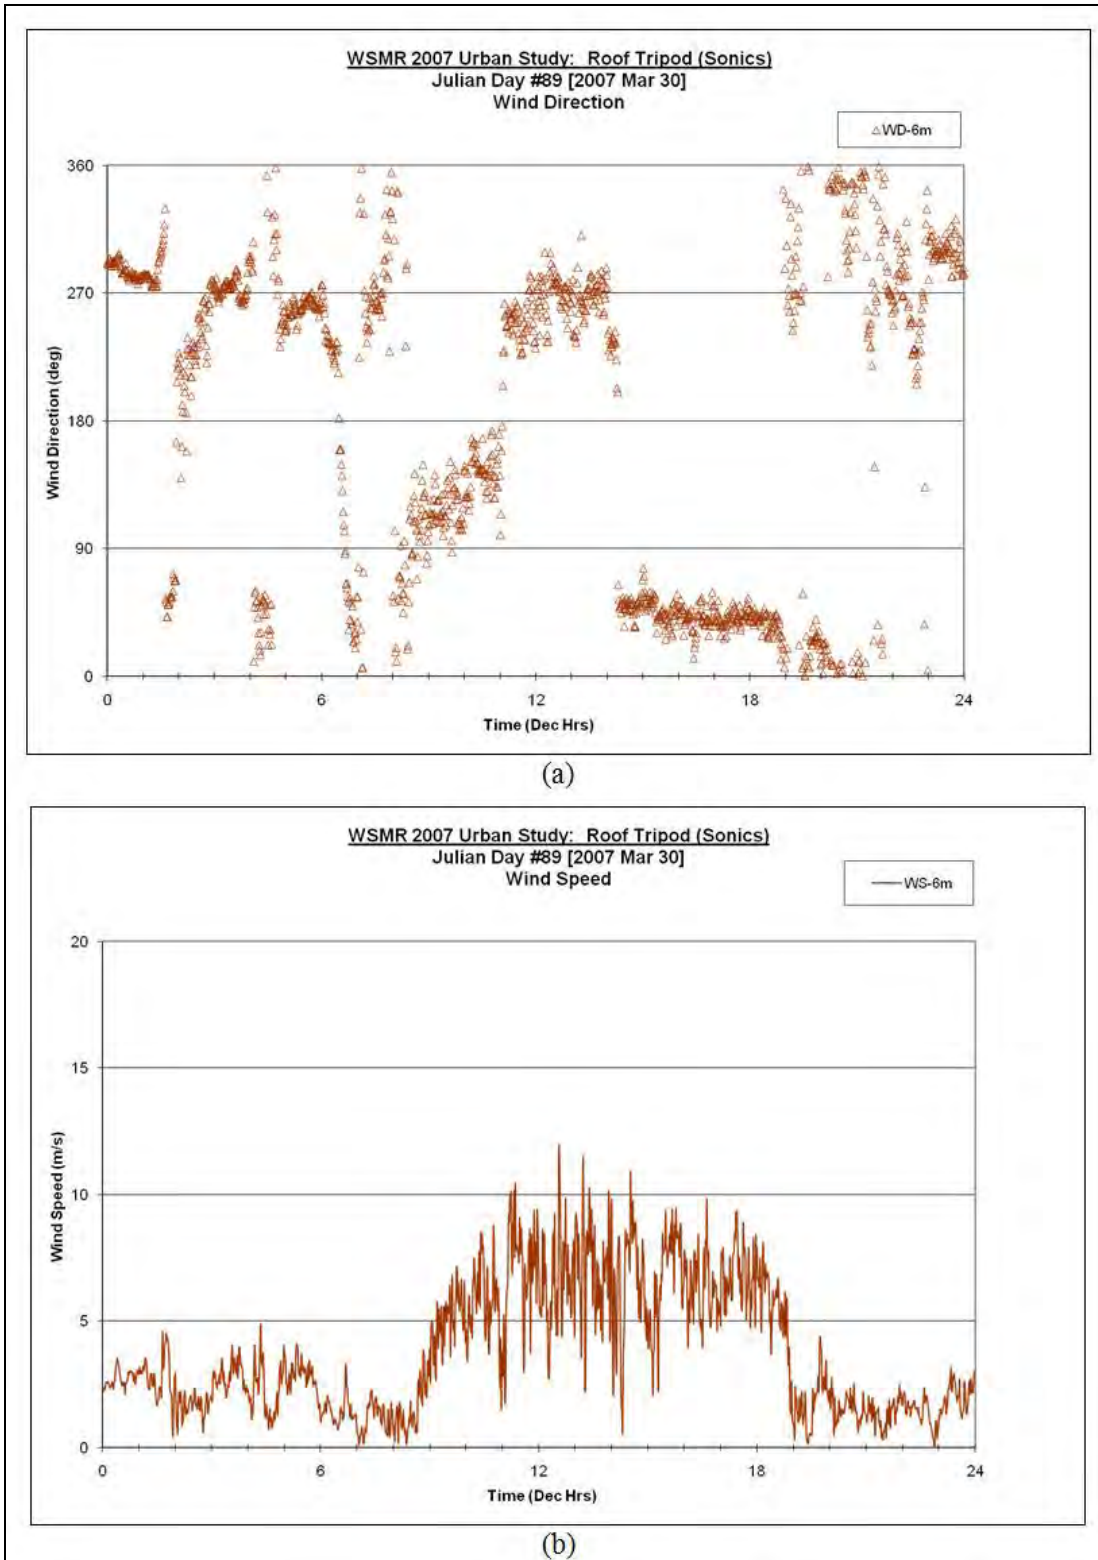 WSMR 2007 Urban Study: Roof Tripod (Sonics)
Julian Day #89 [2007 Mar 30]
Wind Direction
WD-6m
360
270
180
90
0
Wind Direction (deg)
0 6 12 18 24
Time (Dec Hrs)
(a)
WSMR 2007 Urban Study: Roof Tripod (Sonics)
Julian Day #89 [2007 Mar 30]
Wind Speed
WS-6m
20
15
10
5
0
Wind Speed (m/s)
0 6 12 18 24
Time (Dec Hrs)
(b)